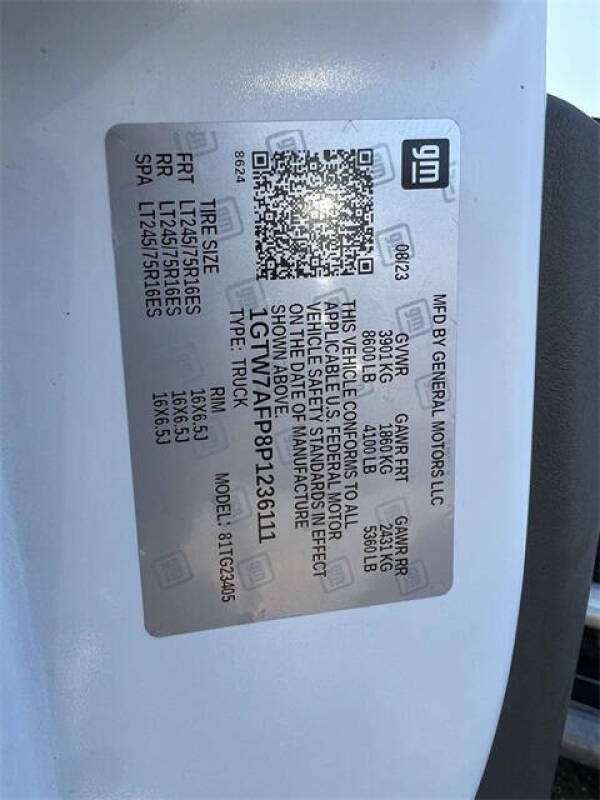 gm
MFD BY GENERAL MOTORS LLC
08/23
GVWR GAWR FRT GAWR RR
3901 KG 1860 KG 2431 KG
8600 LB 4100 LB 5360 LB
THIS VEHICLE CONFORMS TO ALL
APPLICABLE U.S. FEDERAL MOTOR
VEHICLE SAFETY STANDARDS IN EFFECT
ON THE DATE OF MANUFACTURE
SHOWN ABOVE.
1GTW7AFP8P1236111
TYPE: TRUCK
MODEL: 81TG23405
8624
TIRE SIZE RIM
FRT LT245/75R16ES 16X6.5J
RR LT245/75R16ES 16X6.5J
SPA LT245/75R16ES 16X6.5J